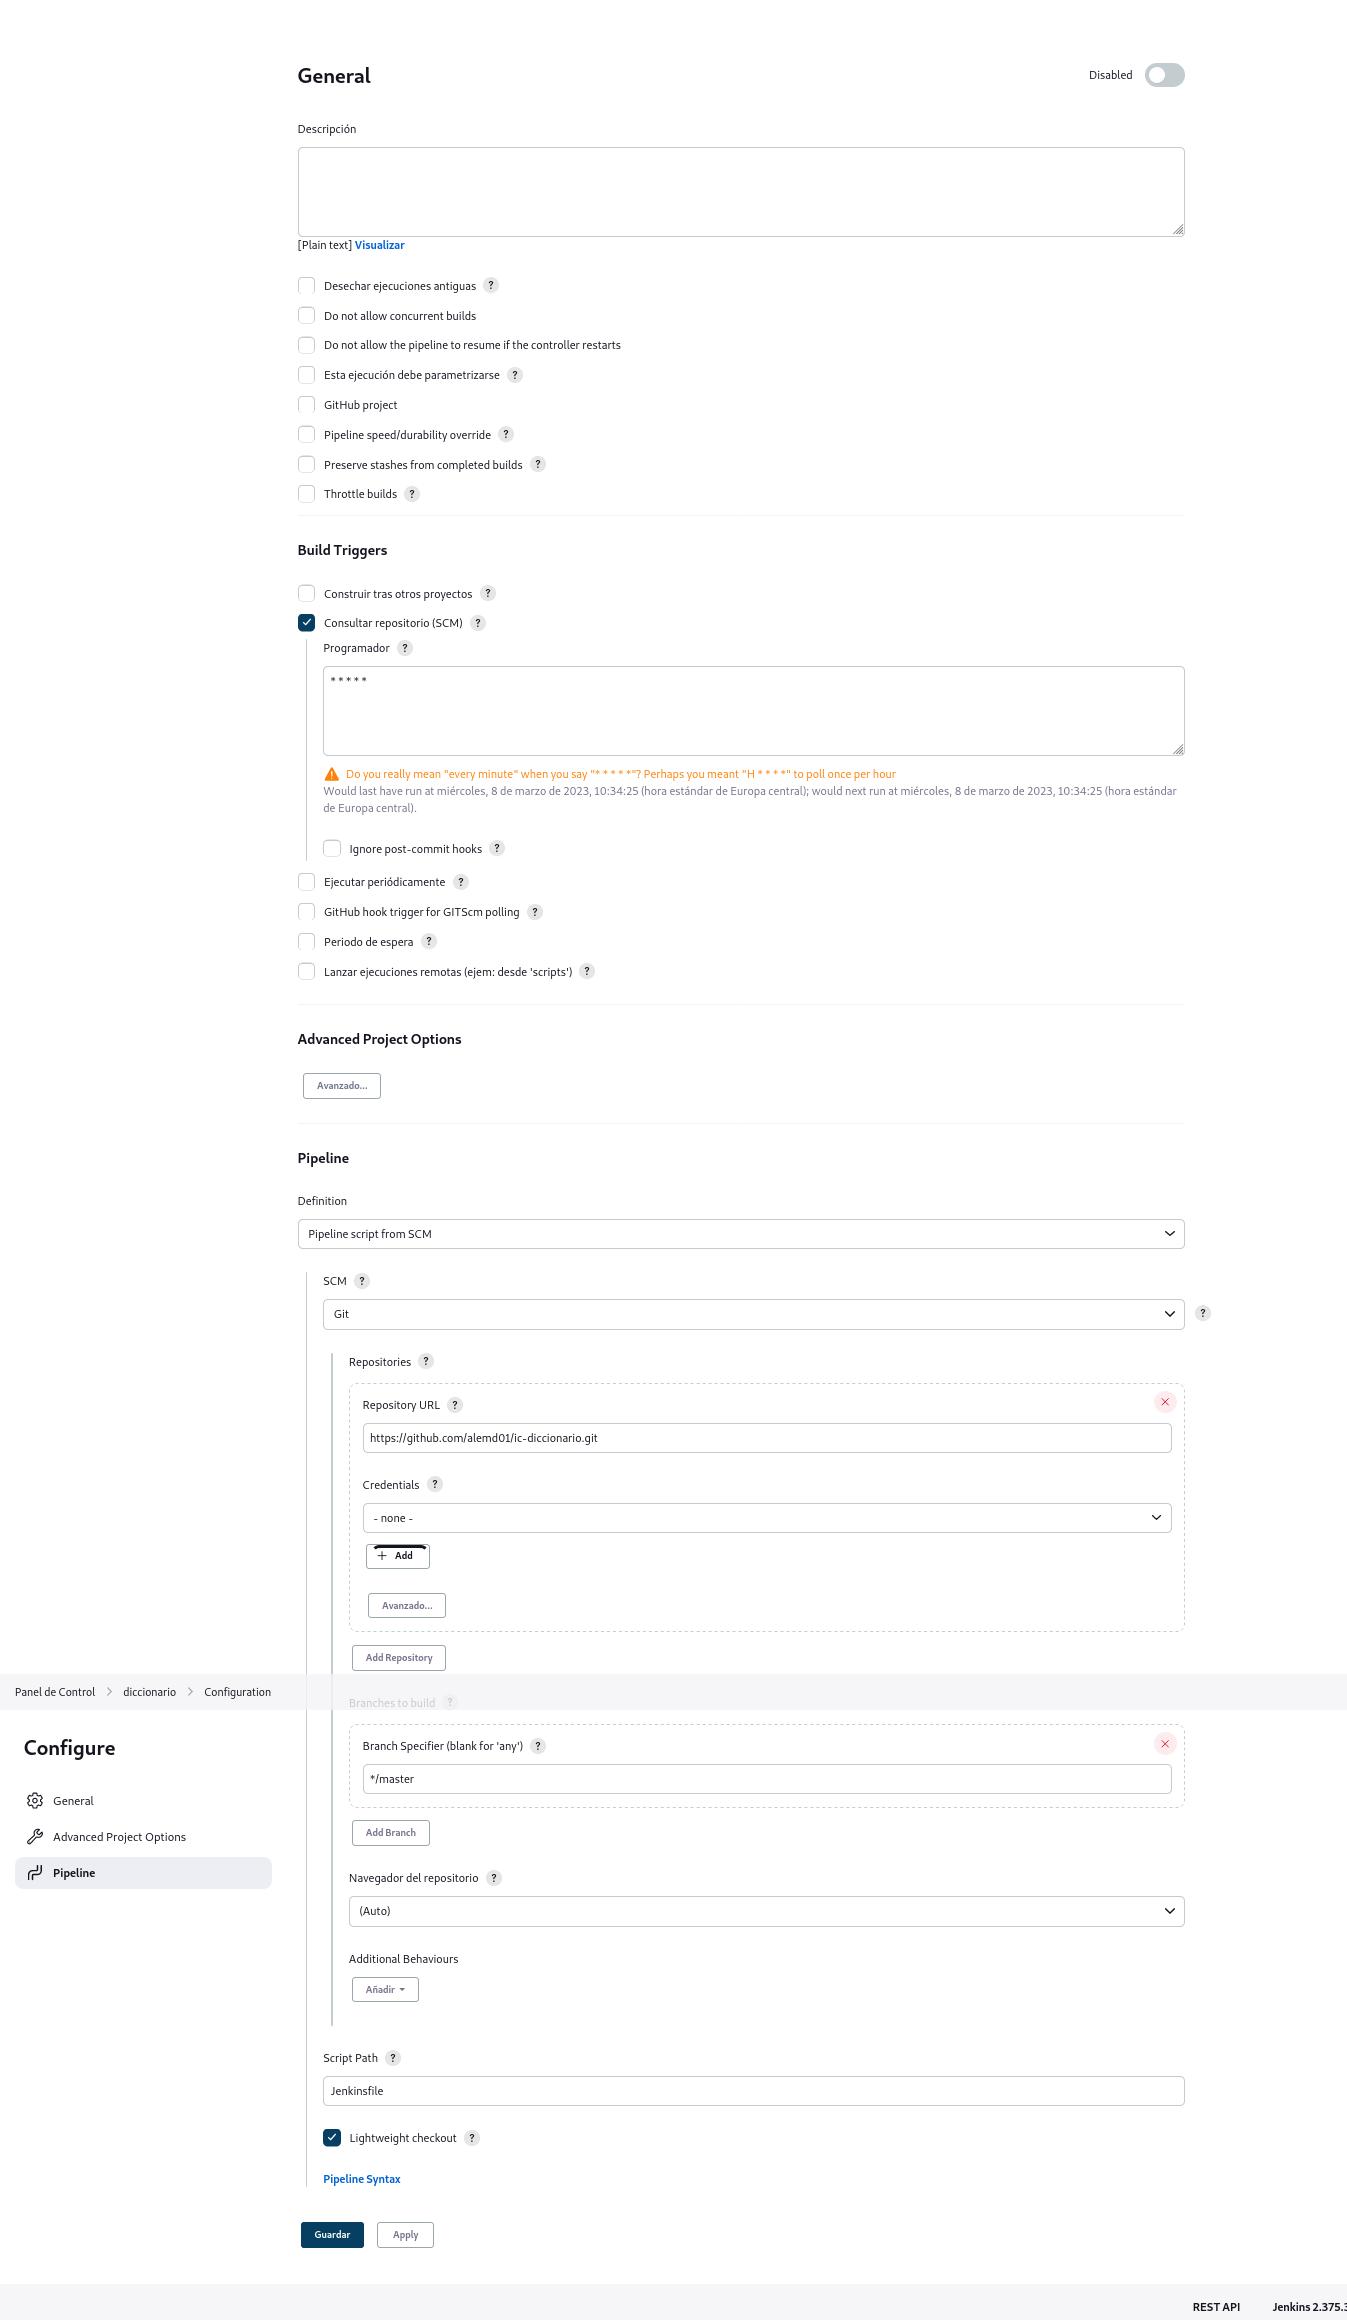 General
Disabled
Descripción
[Plain text] Visualizar
Desechar ejecuciones antiguas ?
Do not allow concurrent builds
Do not allow the pipeline to resume if the controller restarts
Esta ejecución debe parametrizarse ?
GitHub project
Pipeline speed/durability override ?
Preserve stashes from completed builds ?
Throttle builds ?
Build Triggers
Construir tras otros proyectos ?
Consultar repositorio (SCM) ?
Programador ?
* * * * *
Do you really mean "every minute" when you say "* * * * *"? Perhaps you meant "H * * * *" to poll once per hour
Would last have run at miércoles, 8 de marzo de 2023, 10:34:25 (hora estándar de Europa central); would next run at miércoles, 8 de marzo de 2023, 10:34:25 (hora estándar
de Europa central).
Ignore post-commit hooks ?
Ejecutar periódicamente ?
GitHub hook trigger for GITScm polling ?
Periodo de espera ?
Lanzar ejecuciones remotas (ejem: desde 'scripts') ?
Advanced Project Options
Avanzado...
Pipeline
Definition
Pipeline script from SCM
SCM ?
Git
?
Repositories ?
Repository URL ?
https://github.com/alemd01/ic-diccionario.git
Credentials ?
- none -
Add
Avanzado...
Add Repository
Panel de Control > diccionario > Configuration
Branches to build ?
Configure
General
Advanced Project Options
Pipeline
Branch Specifier (blank for 'any') ?
*/master
Add Branch
Navegador del repositorio ?
(Auto)
Additional Behaviours
Añadir
Script Path ?
Jenkinsfile
Lightweight checkout ?
Pipeline Syntax
Guardar
Apply
REST API
Jenkins 2.375.3